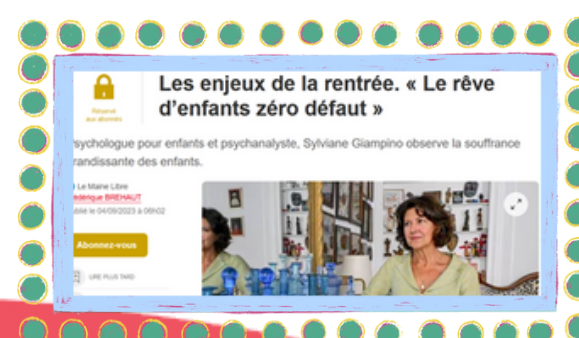 Réservé
aux abonnés
Les enjeux de la rentrée. « Le rêve
d’enfants zéro défaut »
sychologue pour enfants et psychanalyste, Sylviane Giampino observe la souffrance
randissante des enfants.
Le Maine Libre
édérique BREHAUT
ublié le 04/09/2023 à 06h02
Abonnez-vous
LIRE PLUS TARD